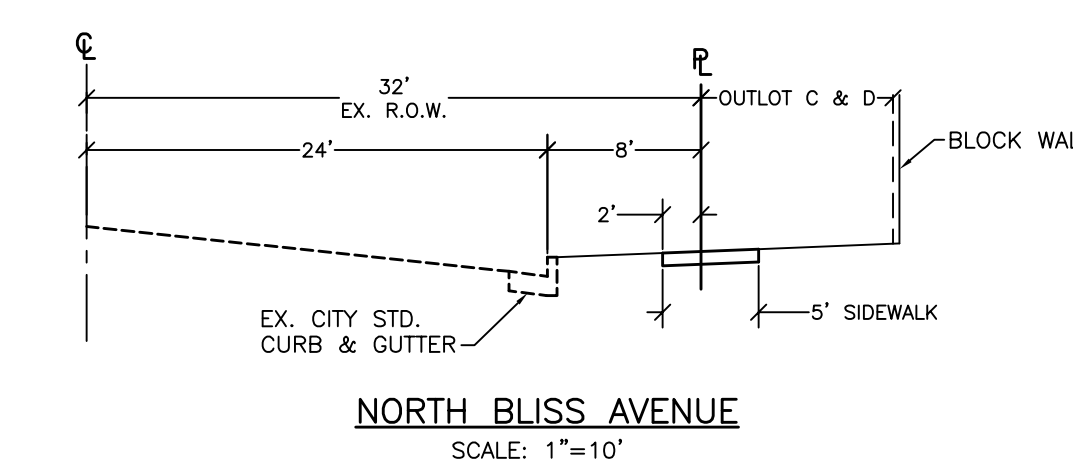 ℄
PL
32'
EX. R.O.W.
OUTLOT C & D
24'
8'
BLOCK
2'
5' SIDEWALK
EX. CITY STD.
CURB & GUTTER
NORTH BLISS AVENUE
SCALE: 1"=10'